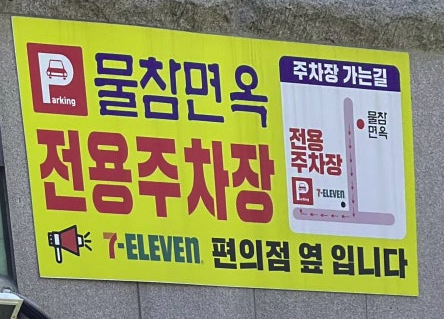 Parking
물참면옥
전용주차장
7-ELEVEN 편의점 옆 입니다
주차장 가는길
물참
면옥
전용
주차장
Parking
7-ELEVEN